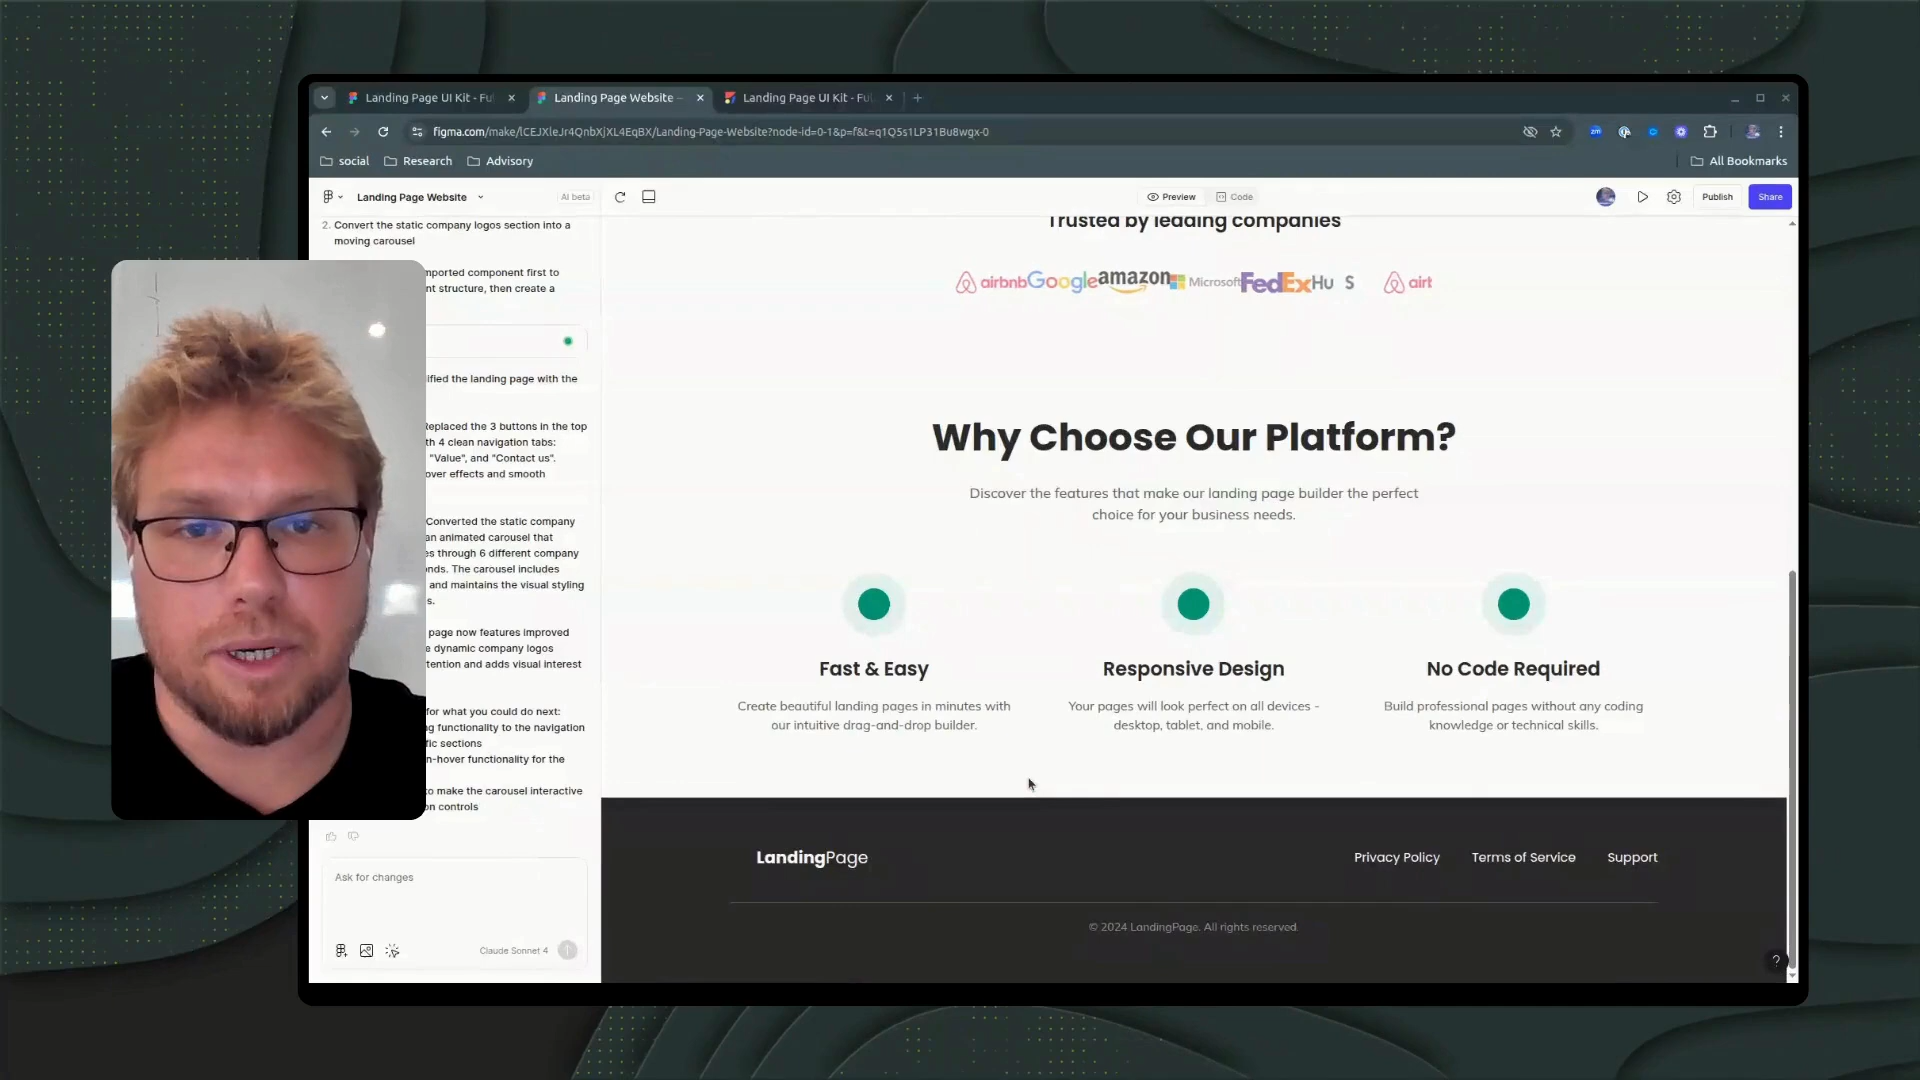 Landing Page UI Kit - Ful
Landing Page Website -
Landing Page UI Kit - Ful
figma.com/make/lCEJXleJr4QnbXjXL4EqBX/Landing-Page-Website?node-id=0-1&p=f&t=q1Q5s1LP31Bu8wgx-0
zm
social
Research
Advisory
All Bookmarks
Landing Page Website
AI beta
Preview
Code
Publish
Share
2. Convert the static company logos section into a
moving carousel
mported component first to
nt structure, then create a
ified the landing page with the
Replaced the 3 buttons in the top
th 4 clean navigation tabs:
"Value", and "Contact us".
over effects and smooth
Converted the static company
an animated carousel that
es through 6 different company
onds. The carousel includes
and maintains the visual styling
s.
page now features improved
e dynamic company logos
tention and adds visual interest
for what you could do next:
ng functionality to the navigation
fic sections
n-hover functionality for the
to make the carousel interactive
on controls
Ask for changes
Claude Sonnet 4
Trusted by leading companies
airbnb Google amazon Microsoft FedEx Hu S airt
Why Choose Our Platform?
Discover the features that make our landing page builder the perfect
choice for your business needs.
Fast & Easy
Create beautiful landing pages in minutes with
our intuitive drag-and-drop builder.
Responsive Design
Your pages will look perfect on all devices -
desktop, tablet, and mobile.
No Code Required
Build professional pages without any coding
knowledge or technical skills.
LandingPage
Privacy Policy
Terms of Service
Support
© 2024 LandingPage. All rights reserved
?